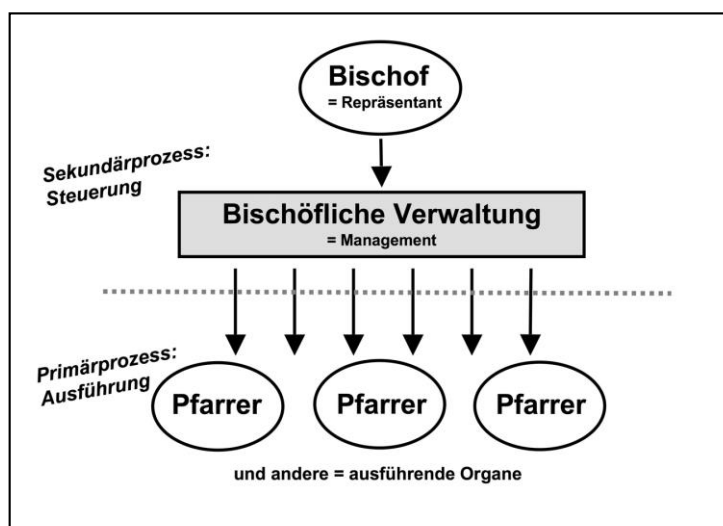 Bischof
= Repräsentant
Sekundärprozess:
Steuerung
Bischöfliche Verwaltung
= Management
Primärprozess:
Ausführung
Pfarrer
Pfarrer
Pfarrer
und andere = ausführende Organe